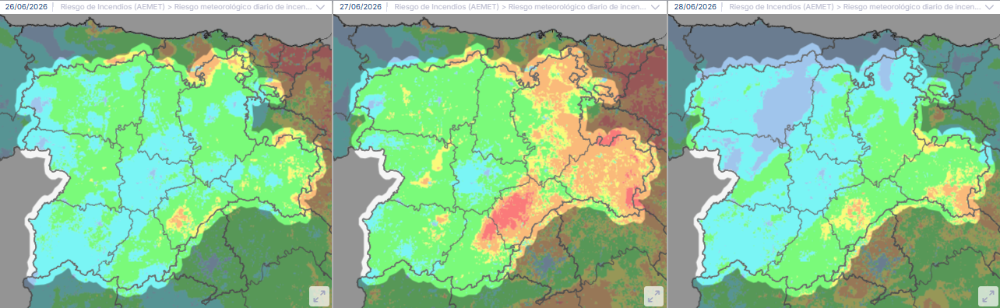 26/06/2026 Riesgo de Incendios (AEMET) > Riesgo meteorológico diario de incen...
27/06/2026 Riesgo de Incendios (AEMET) > Riesgo meteorológico diario de incen...
28/06/2026 Riesgo de Incendios (AEMET) > Riesgo meteorológico diario de incen...